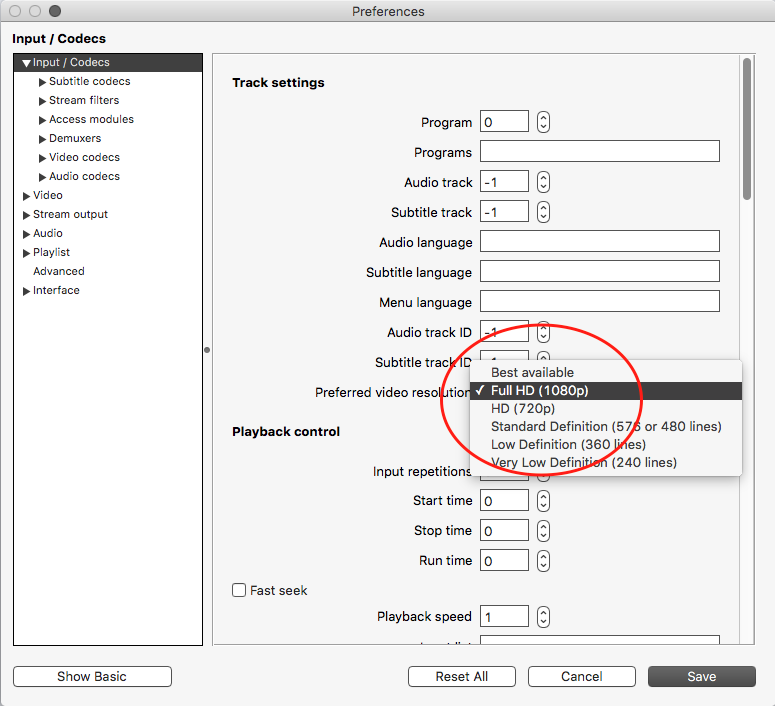 Preferences
Input / Codecs
Input / Codecs
Subtitle codecs
Stream filters
Access modules
Demuxers
Video codecs
Audio codecs
Video
Stream output
Audio
Playlist
Advanced
Interface
Track settings
Program 0
Programs
Audio track -1
Subtitle track -1
Audio language
Subtitle language
Menu language
Audio track ID -1
Subtitle track ID
Preferred video resolution
Best available
✓ Full HD (1080p)
HD (720p)
Standard Definition (576 or 480 lines)
Low Definition (360 lines)
Very Low Definition (240 lines)
Playback control
Input repetitions
Start time 0
Stop time 0
Run time 0
Fast seek
Playback speed 1
Show Basic
Reset All
Cancel
Save